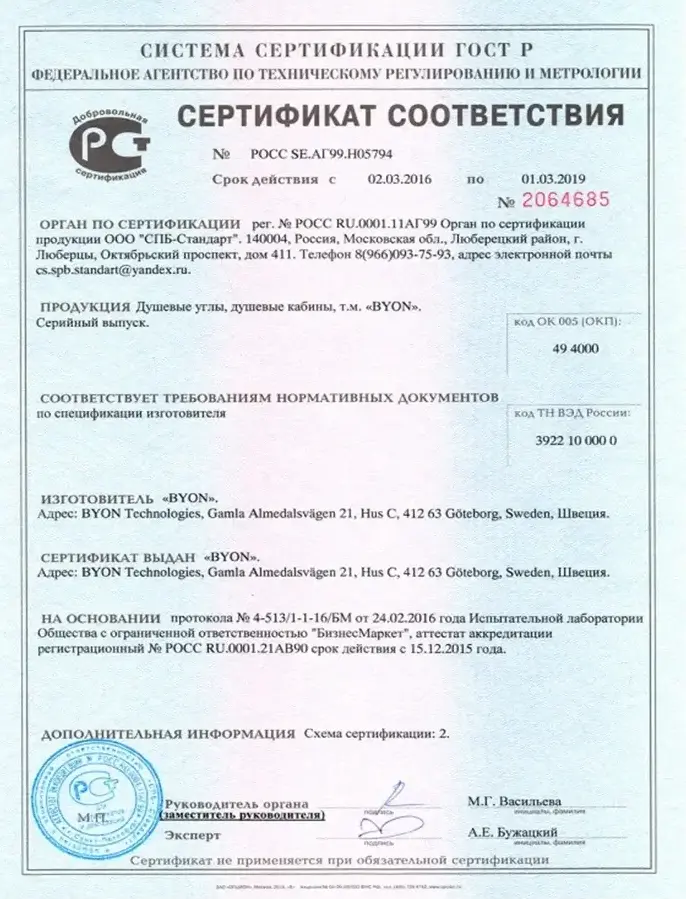 СИСТЕМА СЕРТИФИКАЦИИ ГОСТ Р
ФЕДЕРАЛЬНОЕ АГЕНТСТВО ПО ТЕХНИЧЕСКОМУ РЕГУЛИРОВАНИЮ И МЕТРОЛОГИИ
Добровольная
РСТ
сертификация
СЕРТИФИКАТ СООТВЕТСТВИЯ
№ РОСС SE.АГ99.Н05794
Срок действия с 02.03.2016 по 01.03.2019
№ 2064685
ОРГАН ПО СЕРТИФИКАЦИИ рег. № РОСС RU.0001.11АГ99 Орган по сертификации
продукции ООО "СПБ-Стандарт". 140004, Россия, Московская обл., Люберецкий район, г.
Люберцы, Октябрьский проспект, дом 411. Телефон 8(966)093-75-93, адрес электронной почты
cs.spb.standart@yandex.ru.
ПРОДУКЦИЯ Душевые углы, душевые кабины, т.м. «BYON».
Серийный выпуск.
код ОК 005 (ОКП):
49 4000
СООТВЕТСТВУЕТ ТРЕБОВАНИЯМ НОРМАТИВНЫХ ДОКУМЕНТОВ
по спецификации изготовителя
код ТН ВЭД России:
3922 10 000 0
ИЗГОТОВИТЕЛЬ «BYON».
Адрес: BYON Technologies, Gamla Almedalsvägen 21, Hus C, 412 63 Göteborg, Sweden, Швеция.
СЕРТИФИКАТ ВЫДАН «BYON».
Адрес: BYON Technologies, Gamla Almedalsvägen 21, Hus C, 412 63 Göteborg, Sweden, Швеция.
НА ОСНОВАНИИ протокола № 4-513/1-1-16/БМ от 24.02.2016 года Испытательной лаборатории
Общества с ограниченной ответственностью "БизнесМаркет", аттестат аккредитации
регистрационный № РОСС RU.0001.21АВ90 срок действия с 15.12.2015 года.
ДОПОЛНИТЕЛЬНАЯ ИНФОРМАЦИЯ Схема сертификации: 2.
М.П.
Руководитель органа
(заместитель руководителя)
подпись
М.Г. Васильева
инициалы, фамилия
Эксперт
подпись
А.Е. Бужацкий
инициалы, фамилия
Сертификат не применяется при обязательной сертификации